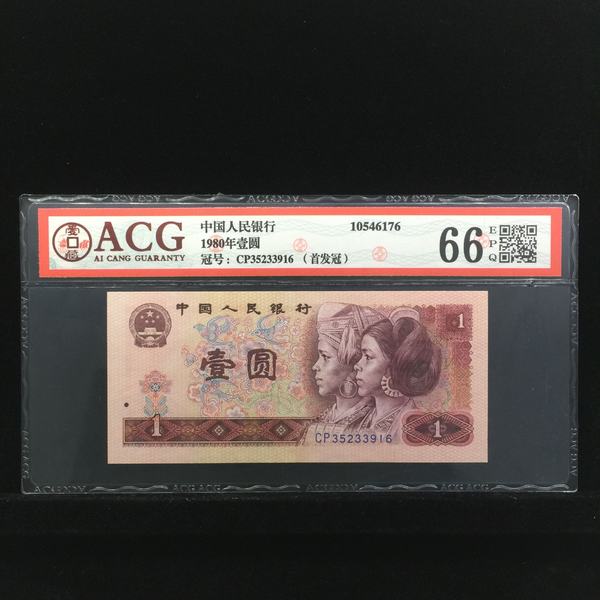 ACG
AI CANG GUARANTY
中国人民银行 10546176
1980年壹圆
冠号：CP35233916 （首发冠）
66 EPQ
中国人民银行
壹圆
1
1
1
CP35233916